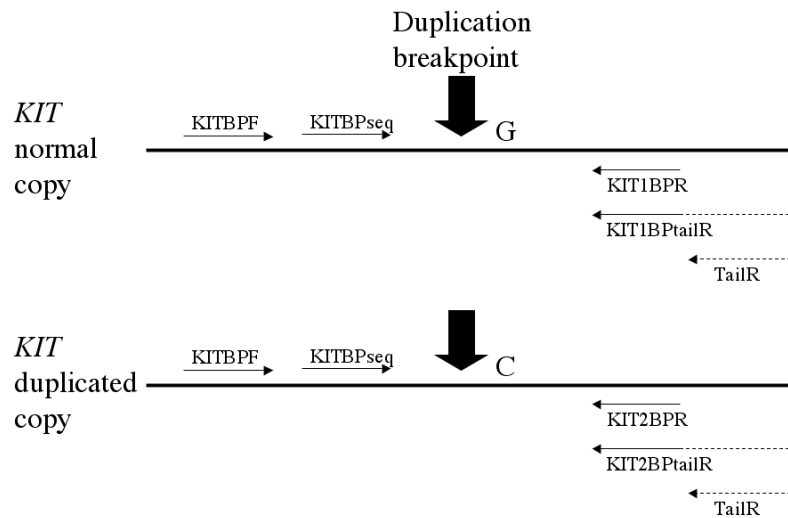 Duplication
breakpoint
KIT
normal
copy
KITBPF
KITBPseq
G
KIT1BPR
KIT1BPtailR
TailR
KIT
duplicated
copy
KITBPF
KITBPseq
C
KIT2BPR
KIT2BPtailR
TailR